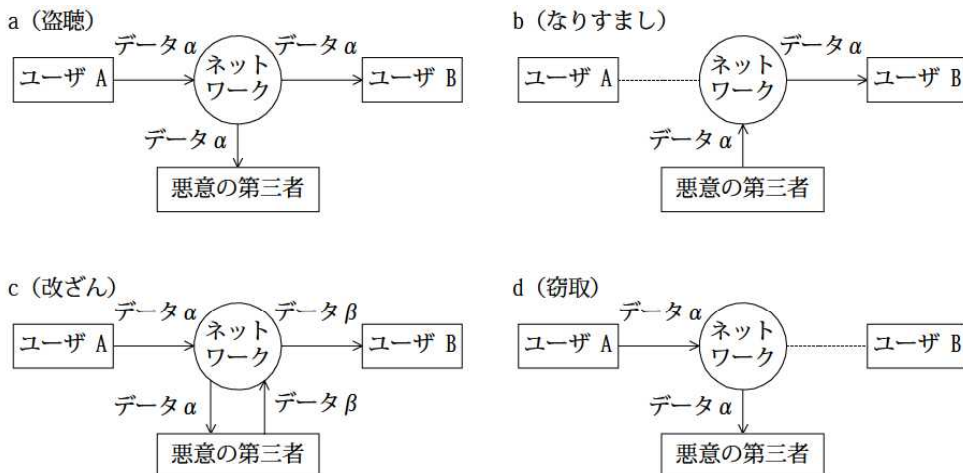 a（盗聴）
データα
データα
ユーザ A
ネット
ワーク
ユーザ B
データα
悪意の第三者
b（なりすまし）
データα
ユーザ A
ネット
ワーク
ユーザ B
データα
悪意の第三者
c（改ざん）
データα
データβ
ユーザ A
ネット
ワーク
ユーザ B
データα
データβ
悪意の第三者
d（窃取）
データα
ユーザ A
ネット
ワーク
ユーザ B
データα
悪意の第三者